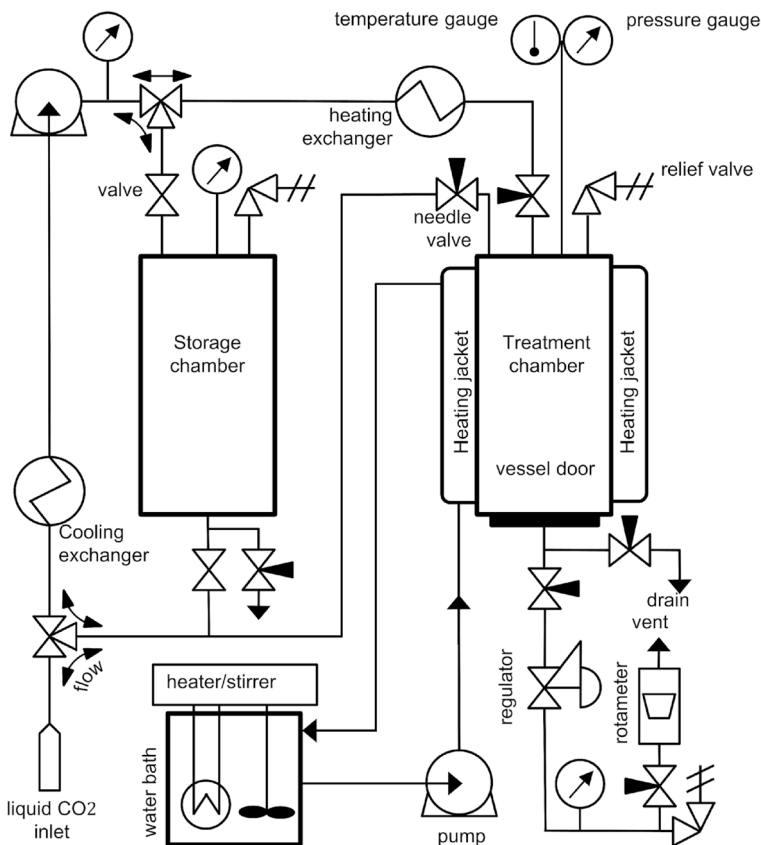 temperature gauge
pressure gauge
heating
exchanger
valve
relief valve
needle
valve
Storage
chamber
Treatment
chamber
Heating jacket
Heating jacket
vessel door
Cooling
exchanger
flow
drain
vent
regulator
rotameter
heater/stirrer
water bath
liquid CO2
inlet
pump